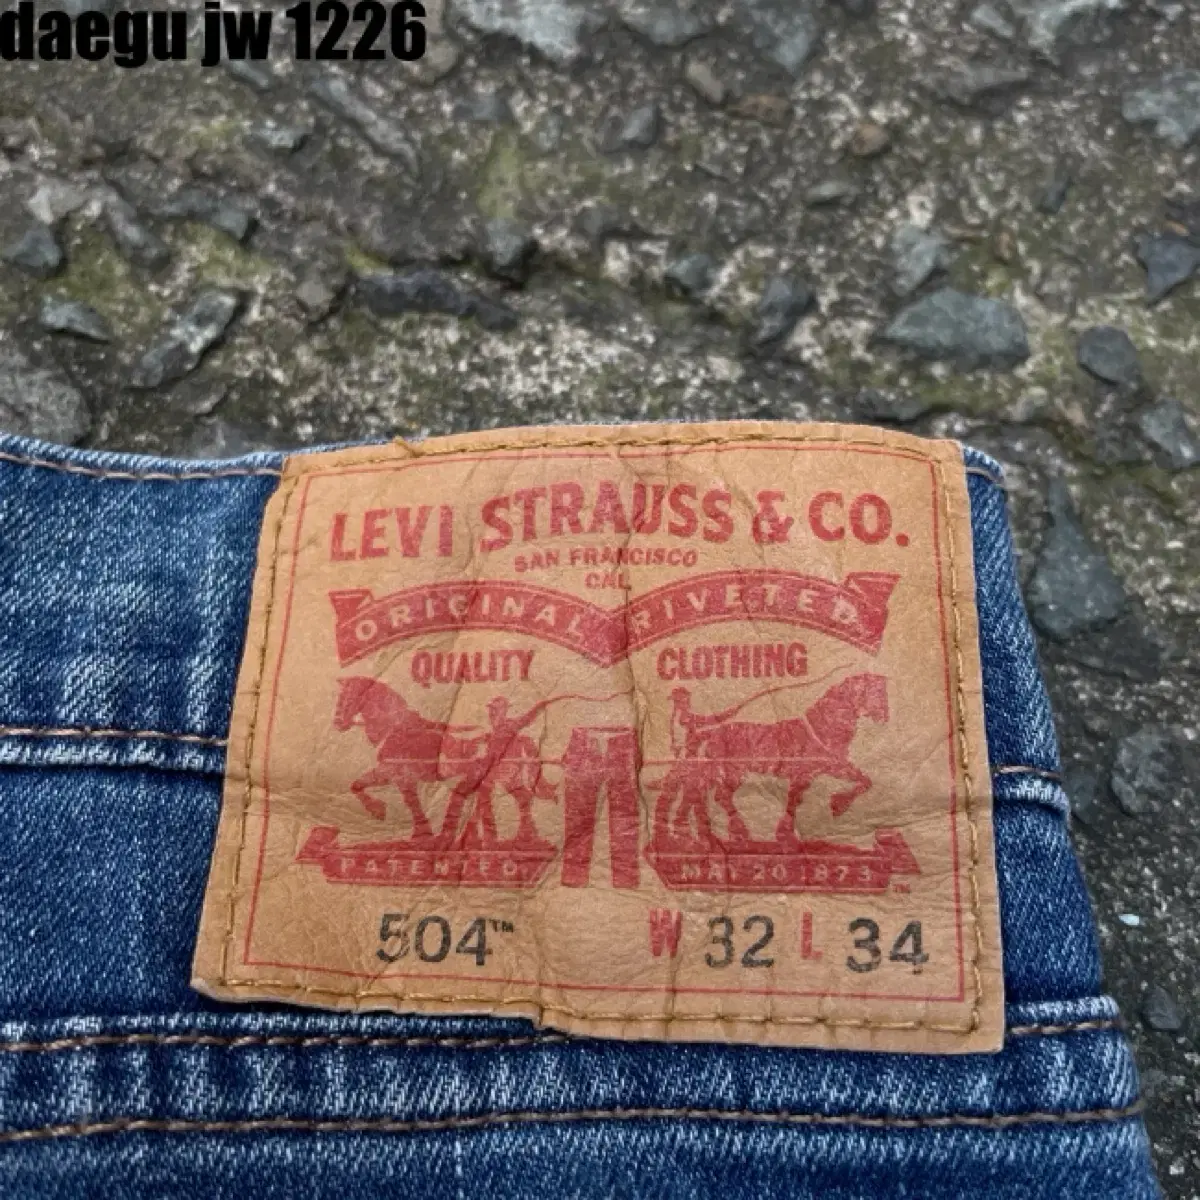 daegu jw 1226
LEVI STRAUSS & CO.
SAN FRANCISCO
CAL
ORIGINAL RIVETED
QUALITY CLOTHING
PATENTED MAY 20 1873 ™
504™ W 32 L 34